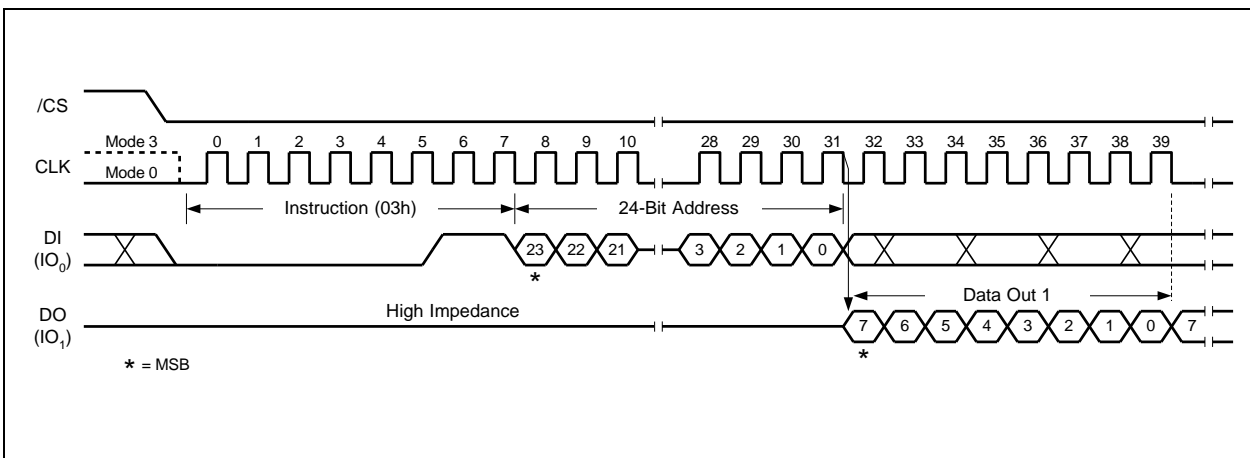 /CS
Mode 3
0 1 2 3 4 5 6 7 8 9 10 28 29 30 31 32 33 34 35 36 37 38 39
CLK
Mode 0
Instruction (03h)
24-Bit Address
DI
(IO0)
23 22 21 3 2 1 0
*
Data Out 1
DO
(IO1)
High Impedance
7 6 5 4 3 2 1 0 7
*
* = MSB